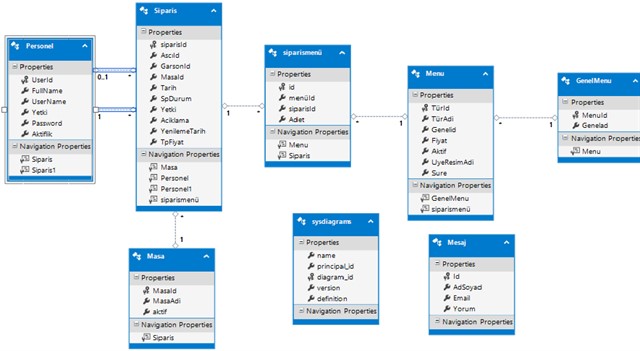 Personel
Properties
UserId
FullName
UserName
Yetki
Password
Aktiflik
Navigation Properties
Siparis
Siparis1
0..1
*
1
*
Siparis
Properties
siparisId
AsciId
GarsonId
MasaId
Tarih
SpDurum
Yetki
Aciklama
YenilemeTarih
TpFiyat
Navigation Properties
Masa
Personel
Personel1
siparismenü
1
*
siparismenü
Properties
id
menüId
siparisId
Adet
Navigation Properties
Menu
Siparis
*
1
Menu
Properties
TürId
TürAdi
GenelId
Fiyat
Aktif
UyeResimAdi
Sure
Navigation Properties
GenelMenu
siparismenü
*
1
GenelMenu
Properties
MenuId
GenelAd
Navigation Properties
Menu
*
1
Masa
Properties
MasaId
MasaAdi
aktif
Navigation Properties
Siparis
sysdiagrams
Properties
name
principal_id
diagram_id
version
definition
Navigation Properties
Mesaj
Properties
Id
AdSoyad
Email
Yorum
Navigation Properties